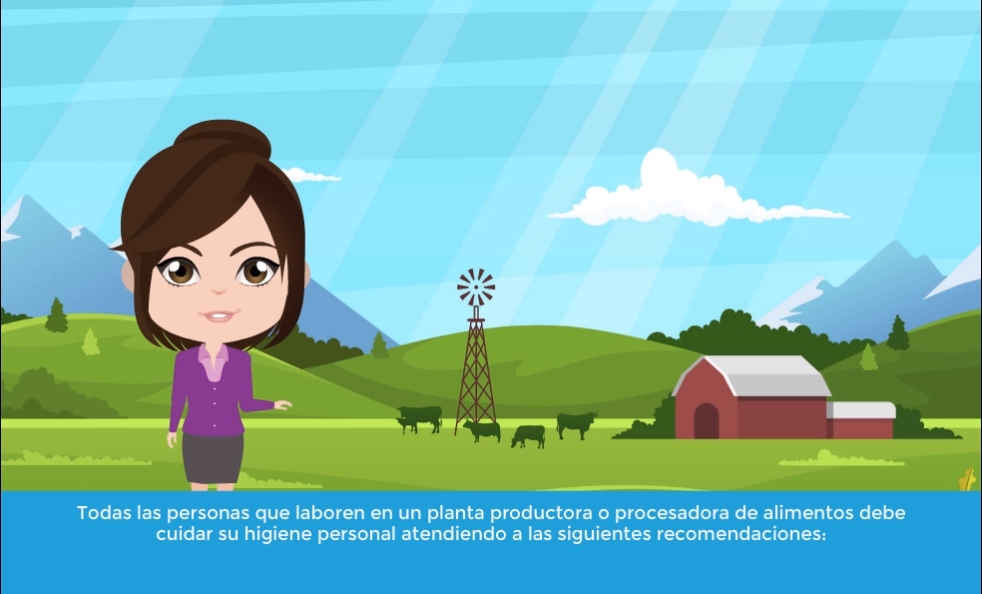 Todas las personas que laboren en un planta productora o procesadora de alimentos debe
cuidar su higiene personal atendiendo a las siguientes recomendaciones: